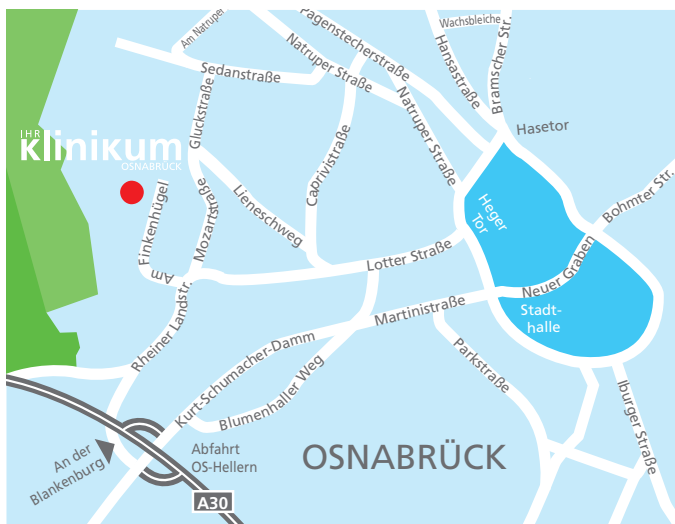 Wachsbleiche
Am Natruper
Pagenstecherstraße
Hansastraße
Bramscher Str.
Sedanstraße
Natruper Straße
Natruper Straße
Hasetor
Gluckstraße
IHR
Klinikum
OSNABRÜCK
Caprivistraße
Lieneschweg
Mozartstraße
Am Finkenhügel
Heger
Tor
Bohmter Str.
Lotter Straße
Neuer Graben
Rheiner Landstr.
Martinistraße
Stadt-
halle
Kurt-Schumacher-Damm
Blumenhaller Weg
Parkstraße
Iburger Straße
An der
Blankenburg
Abfahrt
OS-Hellern
OSNABRÜCK
A30